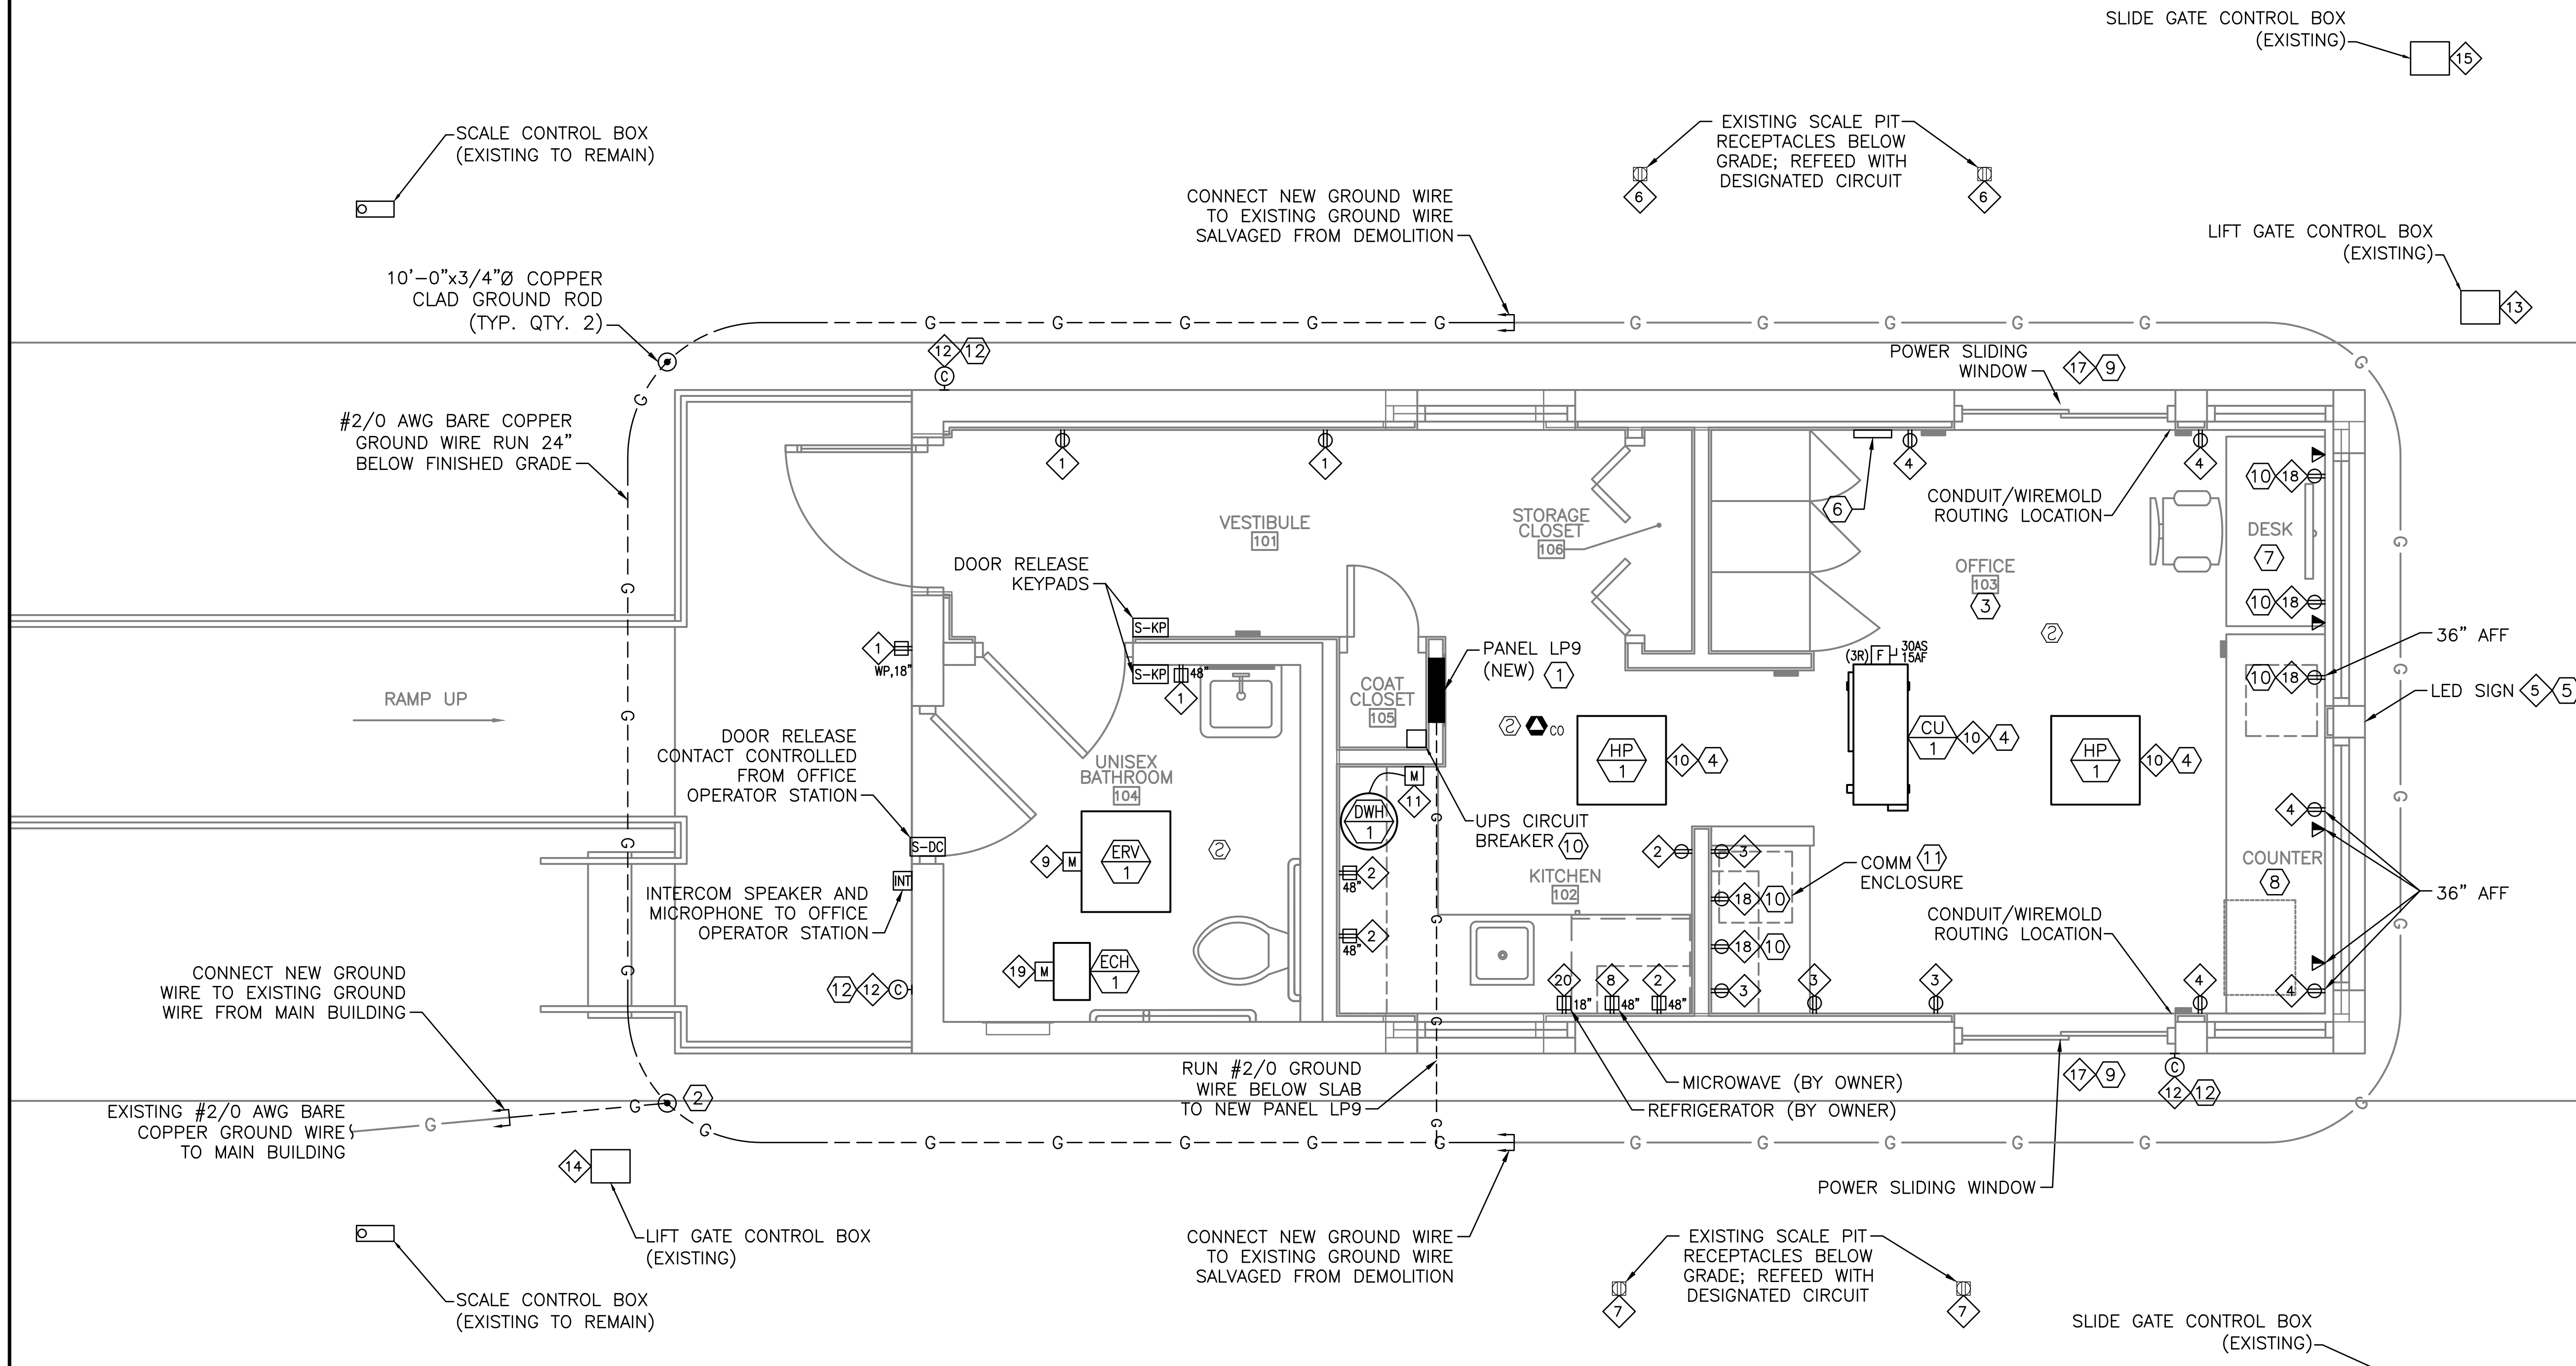 SLIDE GATE CONTROL BOX
(EXISTING)
15
SCALE CONTROL BOX
(EXISTING TO REMAIN)
EXISTING SCALE PIT
RECEPTACLES BELOW
GRADE; REFEED WITH
DESIGNATED CIRCUIT
6
6
CONNECT NEW GROUND WIRE
TO EXISTING GROUND WIRE
SALVAGED FROM DEMOLITION
LIFT GATE CONTROL BOX
(EXISTING)
13
10'-0"x3/4"Ø COPPER
CLAD GROUND ROD
(TYP. QTY. 2)
G G G G G G G G G G
G
G
12 12
C
POWER SLIDING
WINDOW
17 9
#2/0 AWG BARE COPPER
GROUND WIRE RUN 24"
BELOW FINISHED GRADE
1
1
4
4
10 18
6
CONDUIT/WIREMOLD
ROUTING LOCATION
VESTIBULE
101
STORAGE
CLOSET
106
DESK
7
G
OFFICE
103
3
DOOR RELEASE
KEYPADS
G
10 18
S-KP
S
1
WP,18"
36" AFF
PANEL LP9
(NEW) 1
(3R) F 30AS
15AF
S-KP
48"
1
COAT
CLOSET
105
10 18
RAMP UP
LED SIGN 5 5
G
S
CO
HP
1
10 4
CU
1
10 4
HP
1
10 4
DOOR RELEASE
CONTACT CONTROLLED
FROM OFFICE
OPERATOR STATION
UNISEX
BATHROOM
104
M
11
DWH
1
G
G
UPS CIRCUIT
BREAKER 10
4
G
S-DC
ERV
1
9 M
S
2
3
COUNTER
8
COMM 11
ENCLOSURE
2
48"
KITCHEN
102
18 10
36" AFF
INT
INTERCOM SPEAKER AND
MICROPHONE TO OFFICE
OPERATOR STATION
G
G
CONDUIT/WIREMOLD
ROUTING LOCATION
2
48"
18 10
ECH
1
19 M
G
CONNECT NEW GROUND
WIRE TO EXISTING GROUND
WIRE FROM MAIN BUILDING
12 12 C
20
18"
8
48"
2
48"
3
3
3
4
4
G
RUN #2/0 GROUND
WIRE BELOW SLAB
TO NEW PANEL LP9
MICROWAVE (BY OWNER)
REFRIGERATOR (BY OWNER)
17 9
C
12 12
EXISTING #2/0 AWG BARE
COPPER GROUND WIRE
TO MAIN BUILDING
G
G
2
G
G
G
G G G G G G G G G G
14
LIFT GATE CONTROL BOX
(EXISTING)
POWER SLIDING WINDOW
CONNECT NEW GROUND WIRE
TO EXISTING GROUND WIRE
SALVAGED FROM DEMOLITION
EXISTING SCALE PIT
RECEPTACLES BELOW
GRADE; REFEED WITH
DESIGNATED CIRCUIT
7
7
SCALE CONTROL BOX
(EXISTING TO REMAIN)
SLIDE GATE CONTROL BOX
(EXISTING)